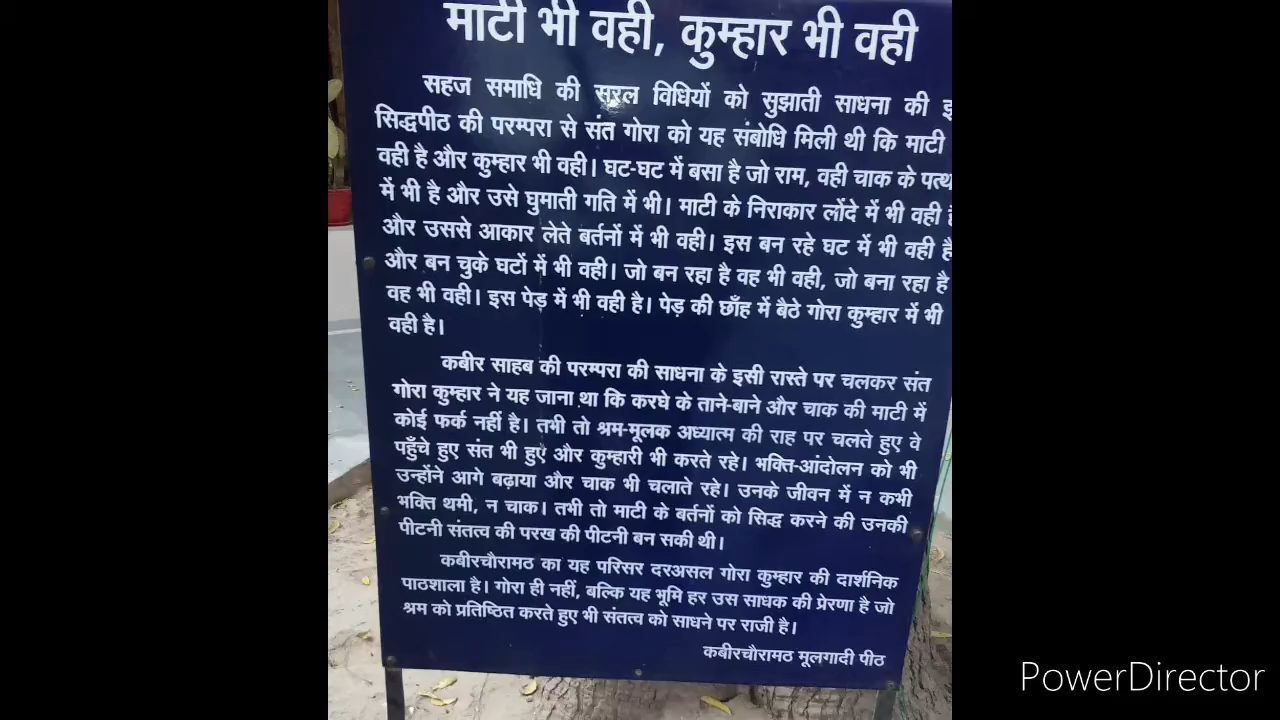 माटी भी वही, कुम्हार भी वही
सहज समाधि की सरल विधियों को सुझाती साधना की
सिद्धपीठ की परम्परा से संत गोरा को यह संबोधि मिली थी कि माटी
वही है और कुम्हार भी वही। घट-घट में बसा है जो राम, वही चाक के
में भी है और उसे घुमाती गति में भी। माटी के निराकार लोंदे में भी वही
और उससे आकार लेते बर्तनों में भी वही। इस बन रहे घट में भी वही है
और बन चुके घटों में भी वही। जो बन रहा है वह भी वही, जो बना रहा है
वह भी वही। इस पेड़ में भी वही है। पेड़ की छाँह में बैठे गोरा कुम्हार में भी
वही है।
कबीर साहब की परम्परा की साधना के इसी रास्ते पर चलकर संत
गोरा कुम्हार ने यह जाना था कि करघे के ताने-बाने और चाक की माटी में
कोई फर्क नहीं है। तभी तो श्रम-मूलक अध्यात्म की राह पर चलते हुए वे
पहुँचे हुए संत भी हुए और कुम्हारी भी करते रहे। भक्ति-आंदोलन को भी
उन्होंने आगे बढ़ाया और चाक भी चलाते रहे। उनके जीवन में न कभी
भक्ति थमी, न चाक। तभी तो माटी के बर्तनों को सिद्ध करने की उनकी
पीटनी संतत्व की परख की पीटनी बन सकी थी।
कबीरचौरामठ का यह परिसर दरअसल गोरा कुम्हार की दार्शनिक
पाठशाला है। गोरा ही नहीं, बल्कि यह भूमि हर उस साधक की प्रेरणा है जो
श्रम को प्रतिष्ठित करते हुए भी संतत्व को साधने पर राजी है।
कबीरचौरामठ मूलगादी पीठ
PowerDirector